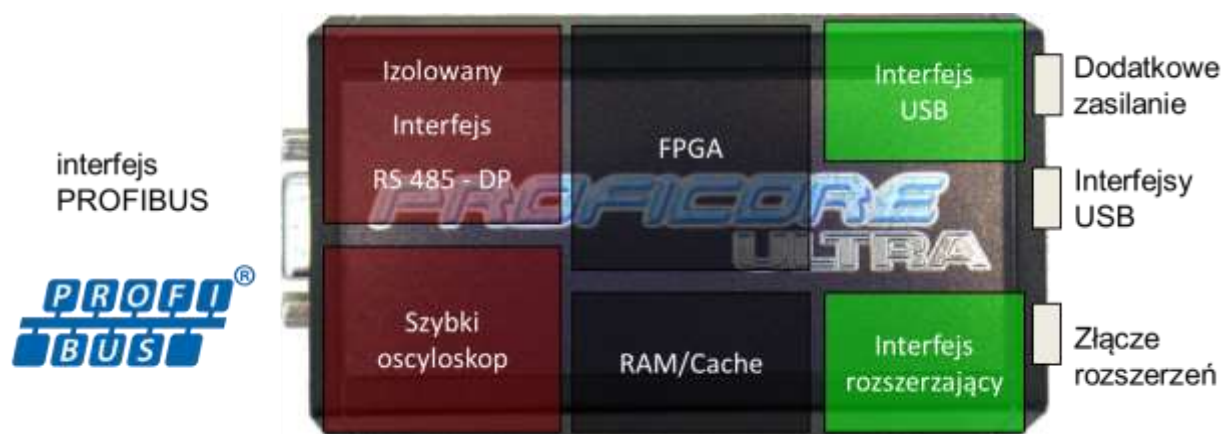 interfejs
PROFIBUS
PROFI
BUS
®
Izolowany
Interfejs
RS 485 - DP
Szybki
oscyloskop
FPGA
RAM/Cache
PROFICORE
ULTRA
Interfejs
USB
Interfejs
rozszerzający
Dodatkowe
zasilanie
Interfejsy
USB
Złącze
rozszerzeń